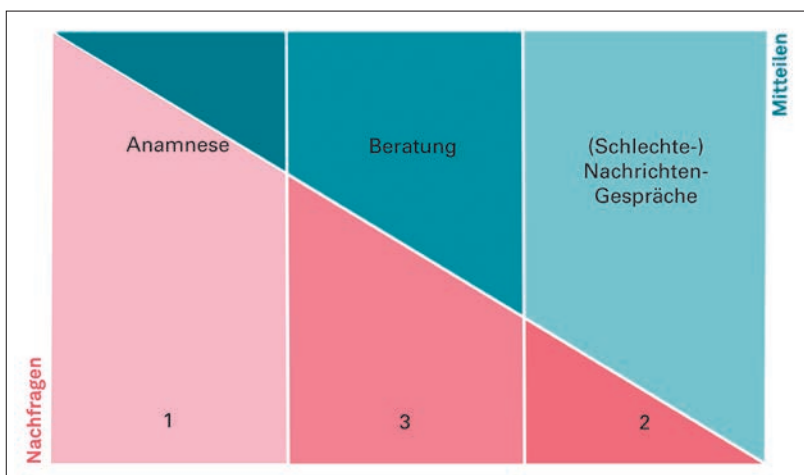 Mitteilen
Anamnese
Beratung
(Schlechte-)
Nachrichten-
Gespräche
Nachfragen
1
3
2